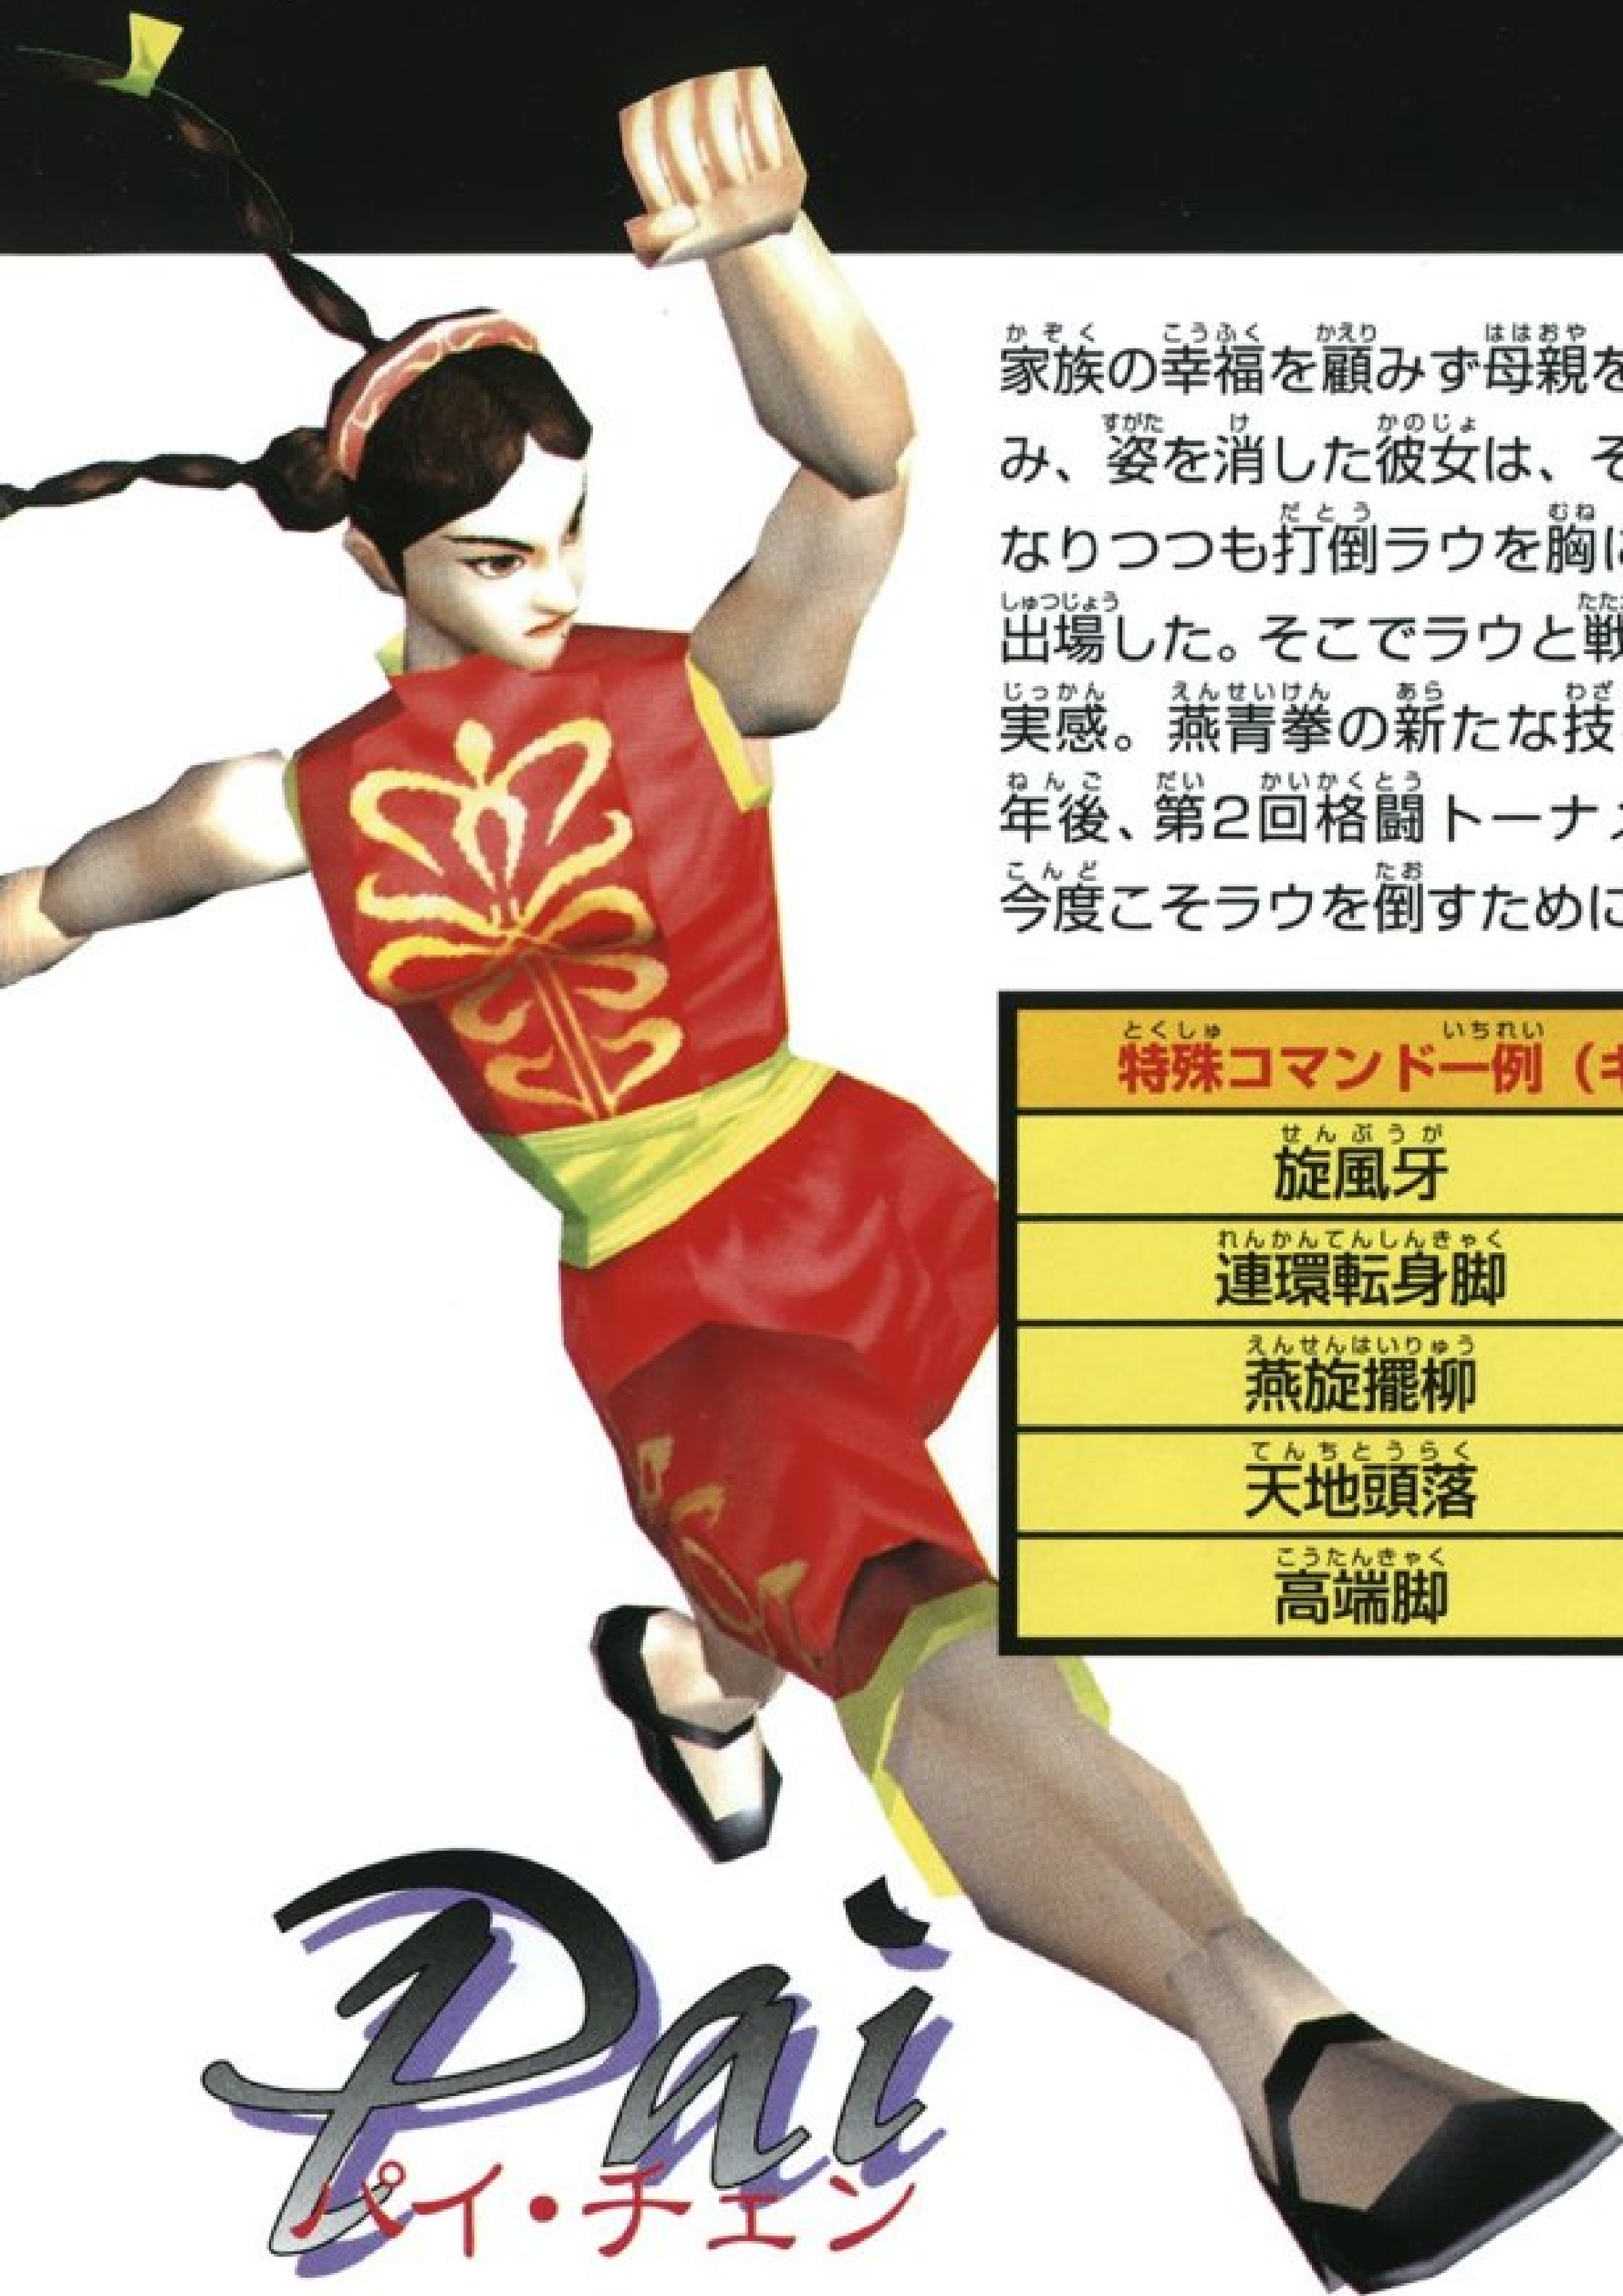 家族の幸福を顧みず母親を
み、姿を消した彼女は、そ
なりつつも打倒ラウを胸に
出場した。そこでラウと戦
実感。燕青拳の新たな技
年後、第2回格闘トーナメ
今度こそラウを倒すために
特殊コマンド一例（キ
旋風牙
連環転身脚
燕旋擺柳
天地頭落
高端脚
Pai
パイ・チェン